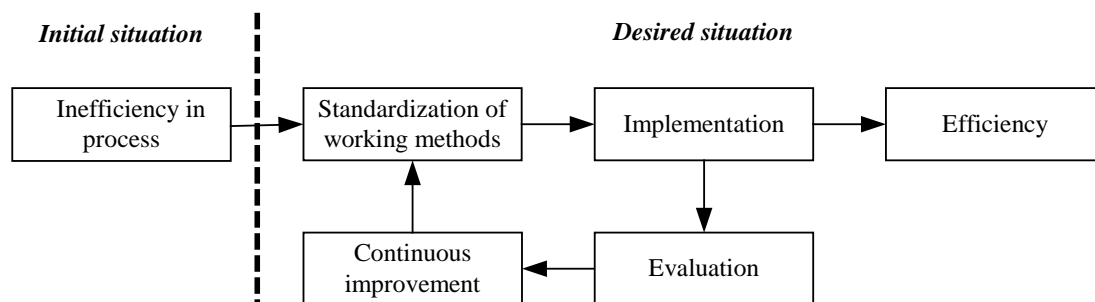 Initial situation
Desired situation
Inefficiency in
process
Standardization of
working methods
Implementation
Efficiency
Continuous
improvement
Evaluation